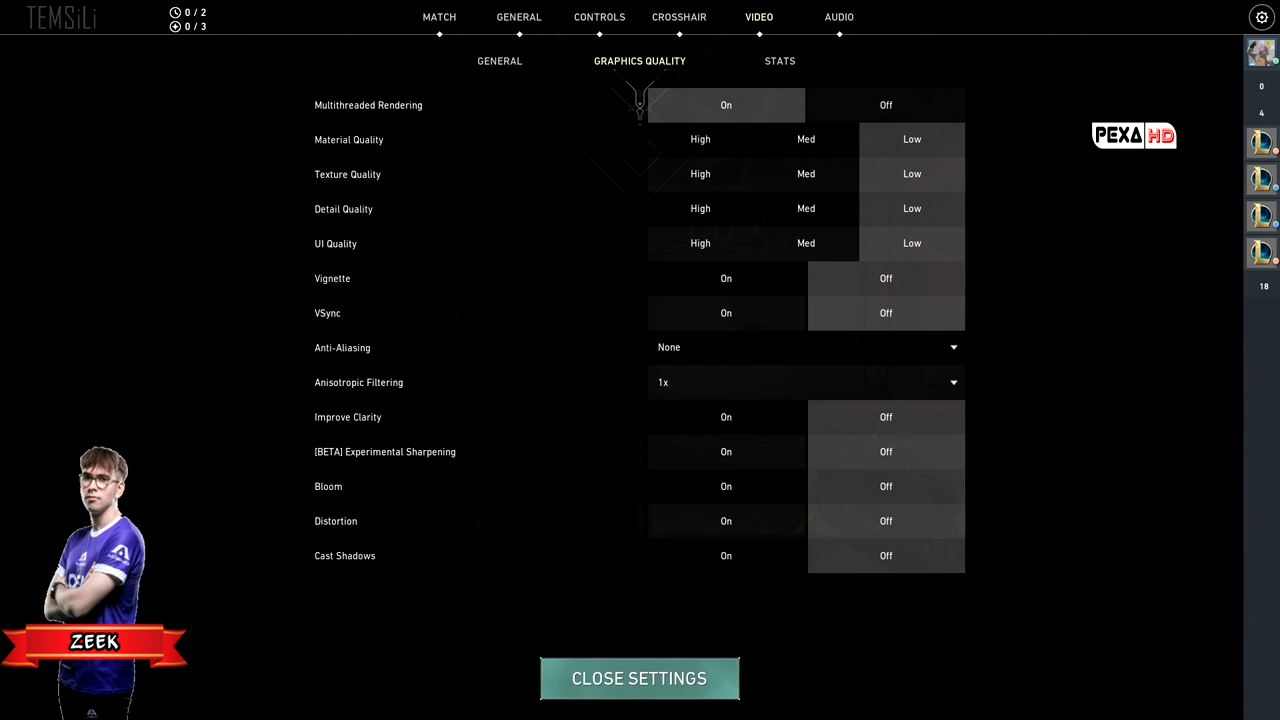 TEMSiLi
0 / 2
0 / 3
MATCH GENERAL CONTROLS CROSSHAIR VIDEO AUDIO
GENERAL GRAPHICS QUALITY STATS
Multithreaded Rendering On Off
Material Quality High Med Low
Texture Quality High Med Low
Detail Quality High Med Low
UI Quality High Med Low
Vignette On Off
VSync On Off
Anti-Aliasing None
Anisotropic Filtering 1x
Improve Clarity On Off
[BETA] Experimental Sharpening On Off
Bloom On Off
Distortion On Off
Cast Shadows On Off
CLOSE SETTINGS
0
4
18
PEXA HD
ZEEK